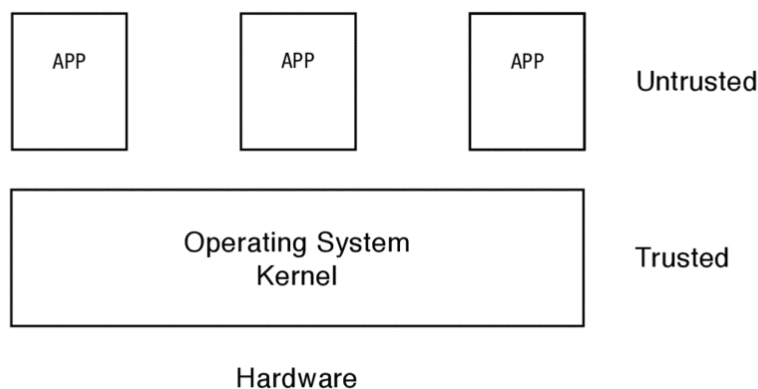 APP APP APP Untrusted
Operating System
Kernel
Trusted
Hardware